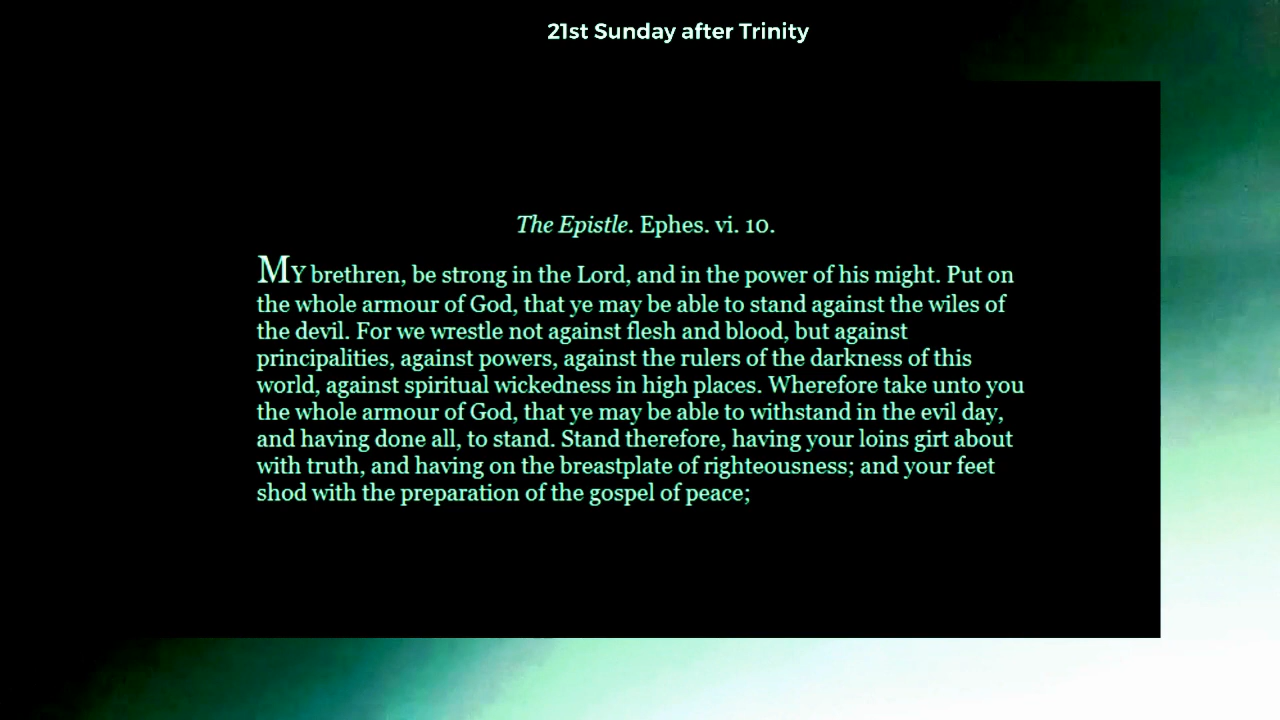 21st Sunday after Trinity
The Epistle. Ephes. vi. 10.
MY brethren, be strong in the Lord, and in the power of his might. Put on
the whole armour of God, that ye may be able to stand against the wiles of
the devil. For we wrestle not against flesh and blood, but against
principalities, against powers, against the rulers of the darkness of this
world, against spiritual wickedness in high places. Wherefore take unto you
the whole armour of God, that ye may be able to withstand in the evil day,
and having done all, to stand. Stand therefore, having your loins girt about
with truth, and having on the breastplate of righteousness; and your feet
shod with the preparation of the gospel of peace;